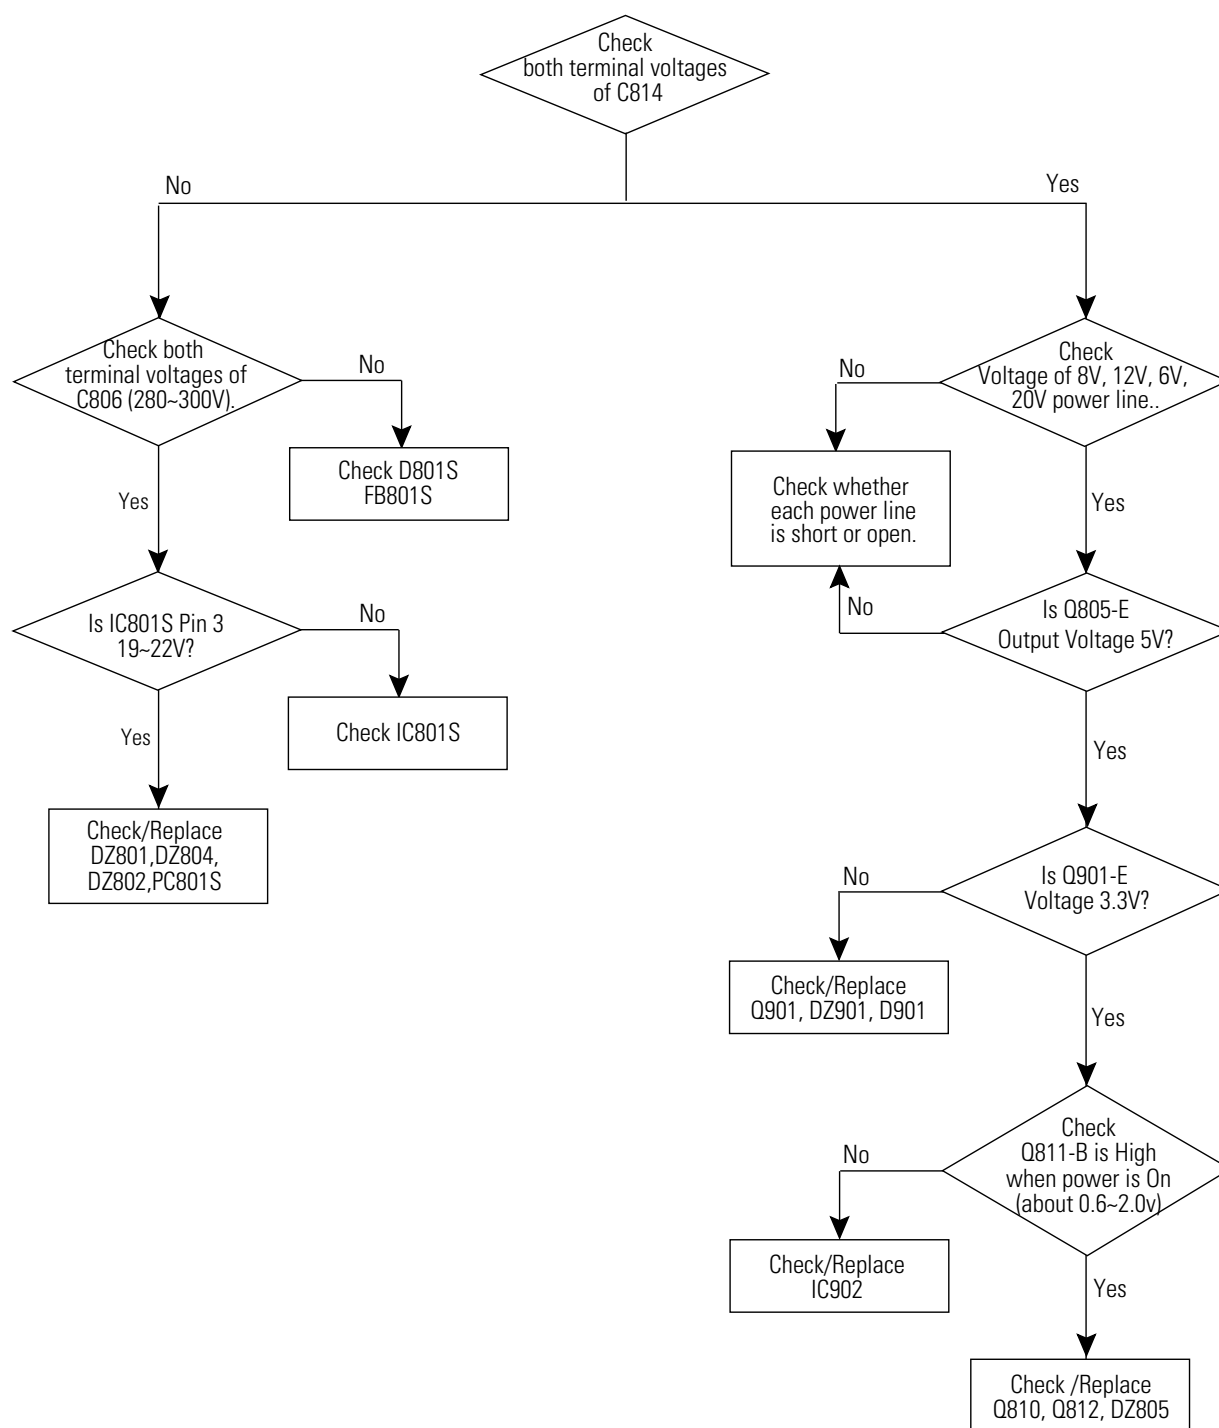 Check
both terminal voltages
of C814
No
Yes
Check both
terminal voltages of
C806 (280~300V).
No
Check D801S
FB801S
Yes
Is IC801S Pin 3
19~22V?
No
Check IC801S
Yes
Check/Replace
DZ801,DZ804,
DZ802,PC801S
Check
Voltage of 8V, 12V, 6V,
20V power line..
No
Check whether
each power line
is short or open.
Yes
Is Q805-E
Output Voltage 5V?
No
Yes
Is Q901-E
Voltage 3.3V?
No
Check/Replace
Q901, DZ901, D901
Yes
Check
Q811-B is High
when power is On
(about 0.6~2.0v)
No
Check/Replace
IC902
Yes
Check /Replace
Q810, Q812, DZ805